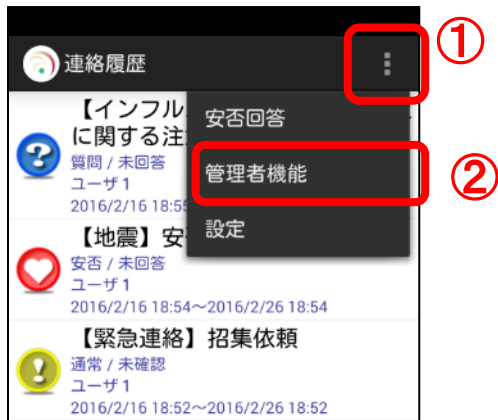 連絡履歴
①
【インフル
に関する注
質問 / 未回答
ユーザ1
2016/2/16 18:55
安否回答
管理者機能
②
設定
【地震】安
安否 / 未回答
ユーザ1
2016/2/16 18:54～2016/2/26 18:54
【緊急連絡】招集依頼
通常 / 未確認
ユーザ1
2016/2/16 18:52～2016/2/26 18:52